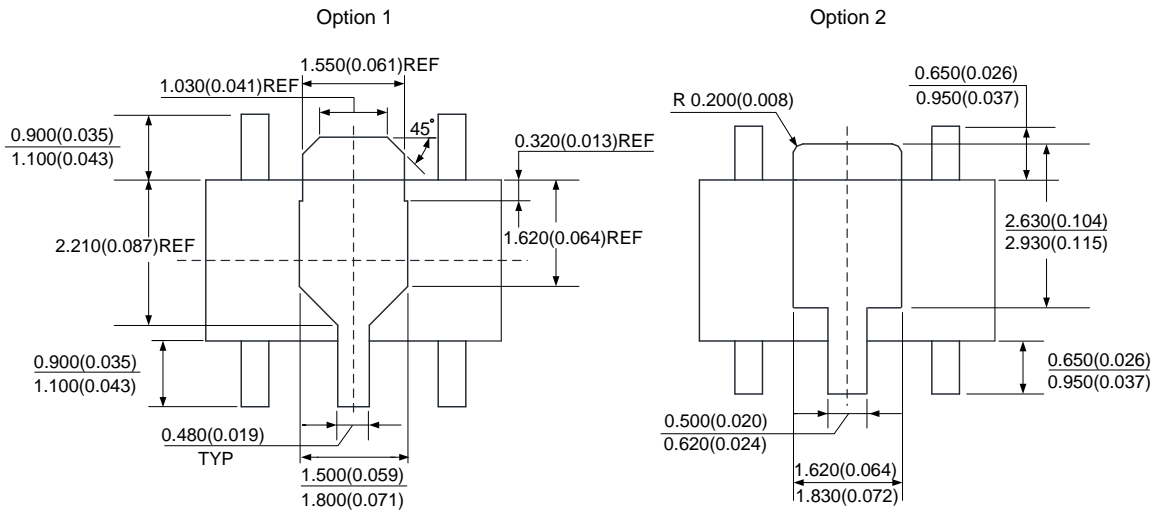 Option 1
Option 2
1.550(0.061)REF
1.030(0.041)REF
0.900(0.035)
1.100(0.043)
45°
0.320(0.013)REF
2.210(0.087)REF
1.620(0.064)REF
0.900(0.035)
1.100(0.043)
0.480(0.019)
TYP
1.500(0.059)
1.800(0.071)
0.650(0.026)
0.950(0.037)
R 0.200(0.008)
2.630(0.104)
2.930(0.115)
0.650(0.026)
0.950(0.037)
0.500(0.020)
0.620(0.024)
1.620(0.064)
1.830(0.072)